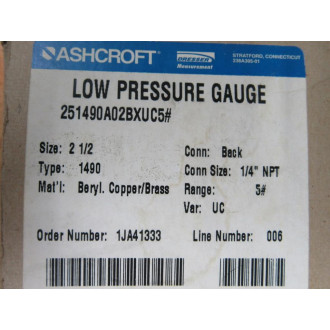 ASHCROFT®
DRESSER
Measurement
STRATFORD, CONNECTICUT
LOW PRESSURE GAUGE
251490A02BXUC5#
Size: 2 1/2
Conn: Back
Type: 1490
Conn Size: 1/4" NPT
Mat'l: Beryl. Copper/Brass
Range: 5#
Var: UC
Order Number: 1JA41333
Line Number: 006